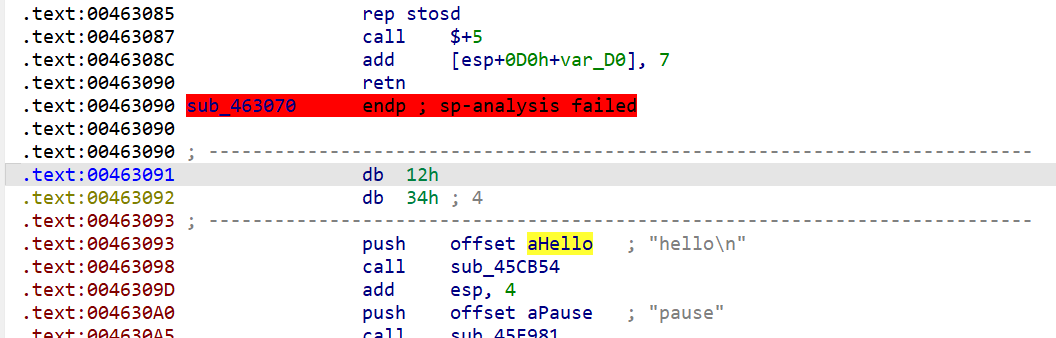 .text:00463085 rep stosd
.text:00463087 call $+5
.text:0046308C add [esp+0D0h+var_D0], 7
.text:00463090 retn
.text:00463090 sub_463070 endp ; sp-analysis failed
.text:00463090
.text:00463090 ; ---------------------------------------------------------------------------
.text:00463091 db 12h
.text:00463092 db 34h ; 4
.text:00463093 ; ---------------------------------------------------------------------------
.text:00463093 push offset aHello ; "hello\n"
.text:00463098 call sub_45CB54
.text:0046309D add esp, 4
.text:004630A0 push offset aPause ; "pause"
.text:004630A5 call sub_45E981